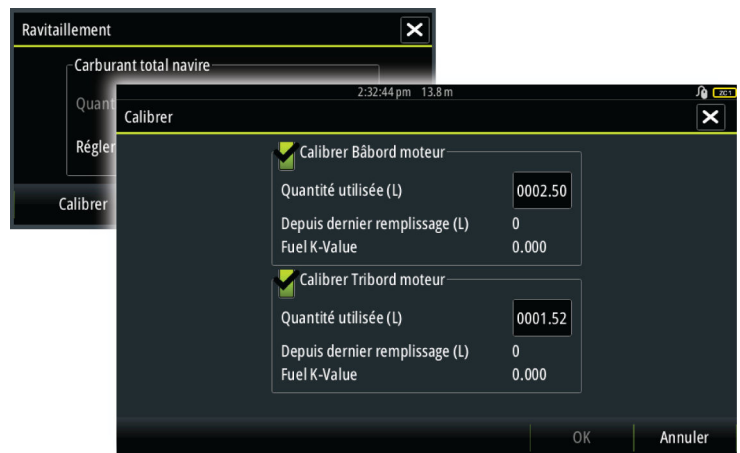 Ravitaillement
Carburant total navire
Régler
Calibrer
2:32:44 pm 13.8 m
ZC1
Calibrer
Calibrer Bâbord moteur
Quantité utilisée (L) 0002.50
Depuis dernier remplissage (L) 0
Fuel K-Value 0.000
Calibrer Tribord moteur
Quantité utilisée (L) 0001.52
Depuis dernier remplissage (L) 0
Fuel K-Value 0.000
OK Annuler